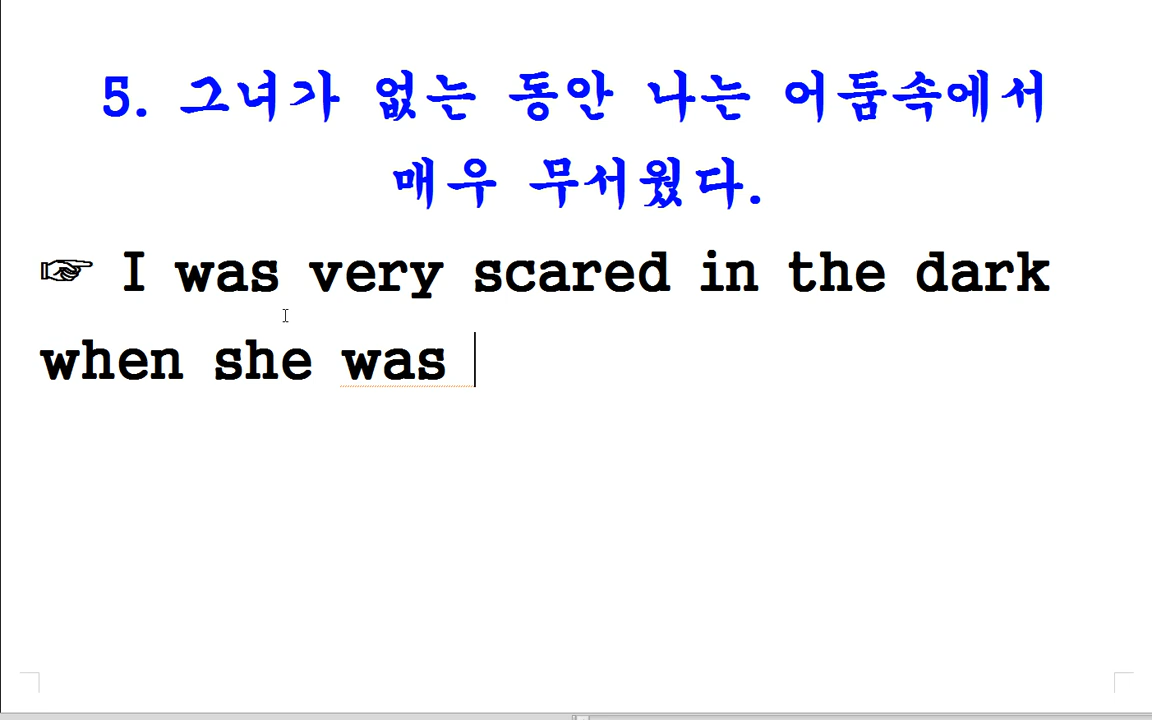 5. 그녀가 없는 동안 나는 어둠속에서
매우 무서웠다.
☞ I was very scared in the dark
when she was